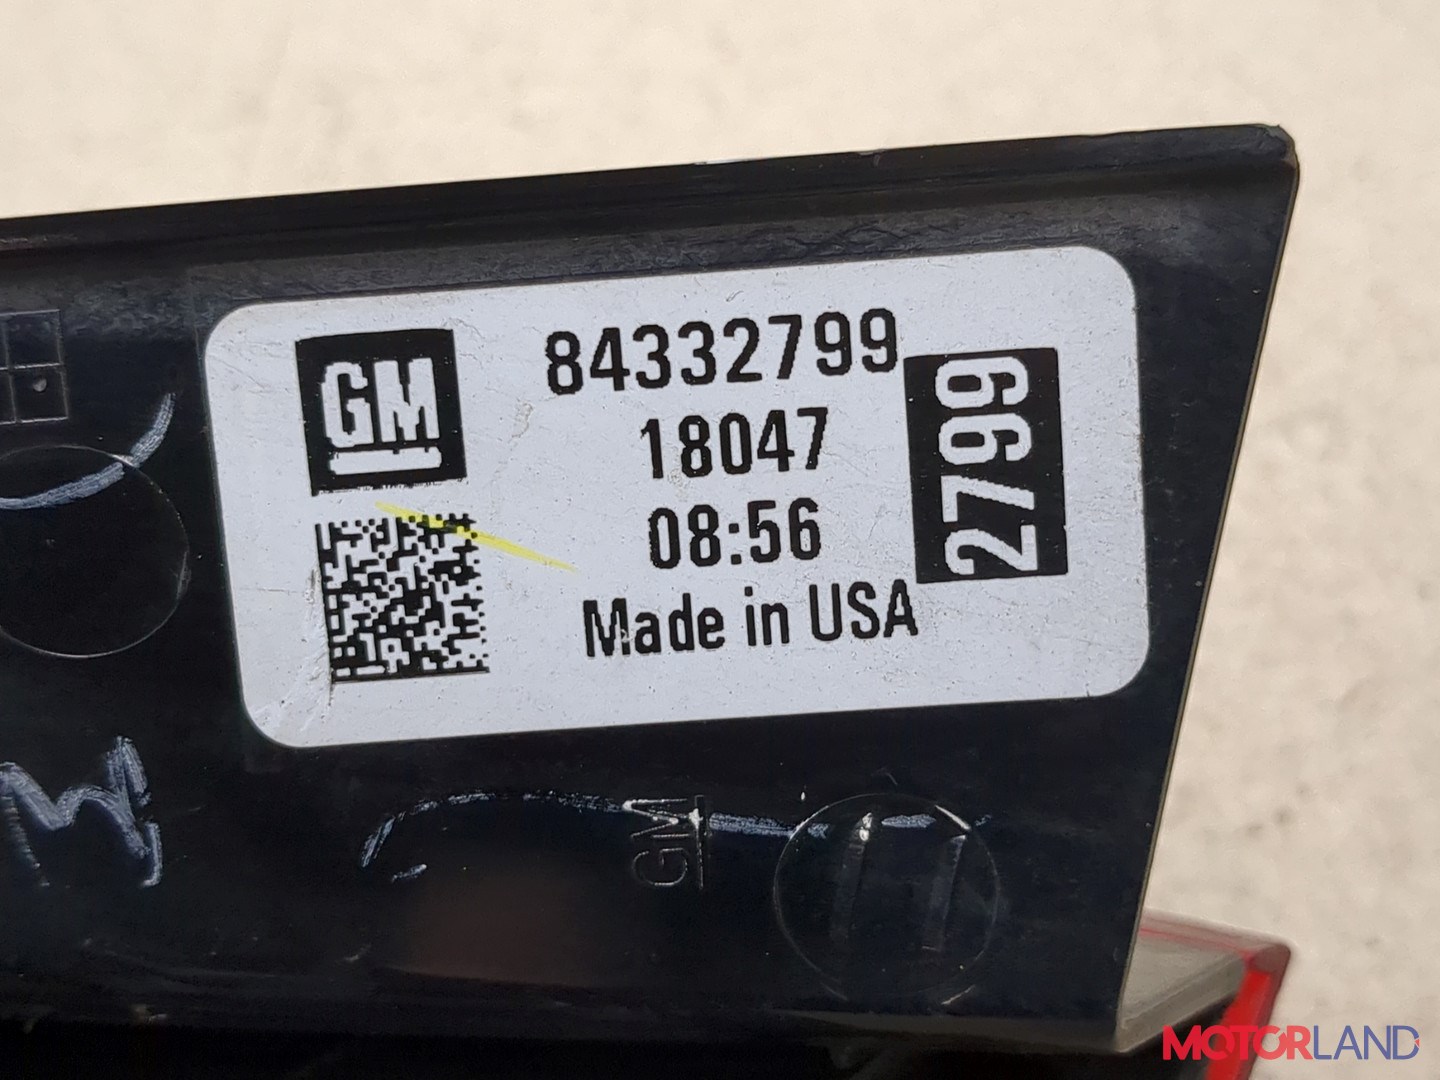 GM
84332799
18047
08:56
Made in USA
2799
GM
MOTORLAND